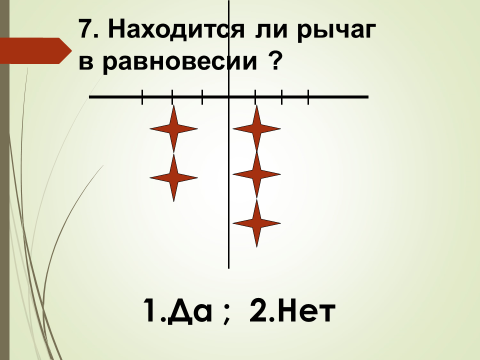 7. Находится ли рычаг
в равновесии ?
1.Да ; 2.Нет